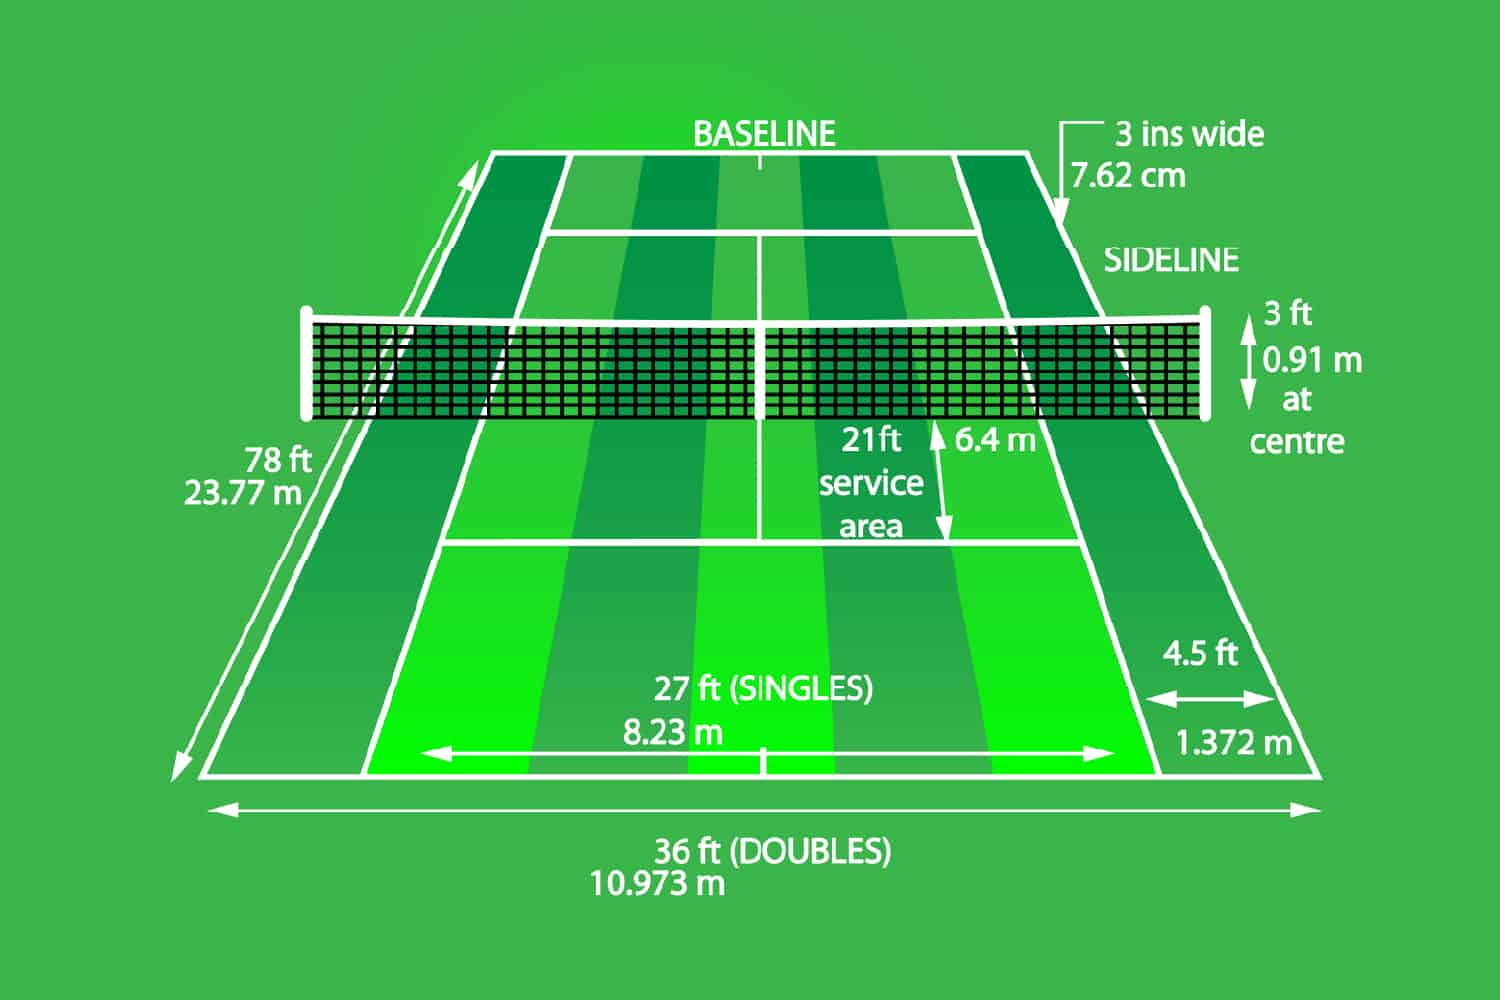 BASELINE
3 ins wide
7.62 cm
SIDELINE
3 ft
0.91 m
at
centre
21ft
6.4 m
service
area
78 ft
23.77 m
4.5 ft
1.372 m
27 ft (SINGLES)
8.23 m
36 ft (DOUBLES)
10.973 m